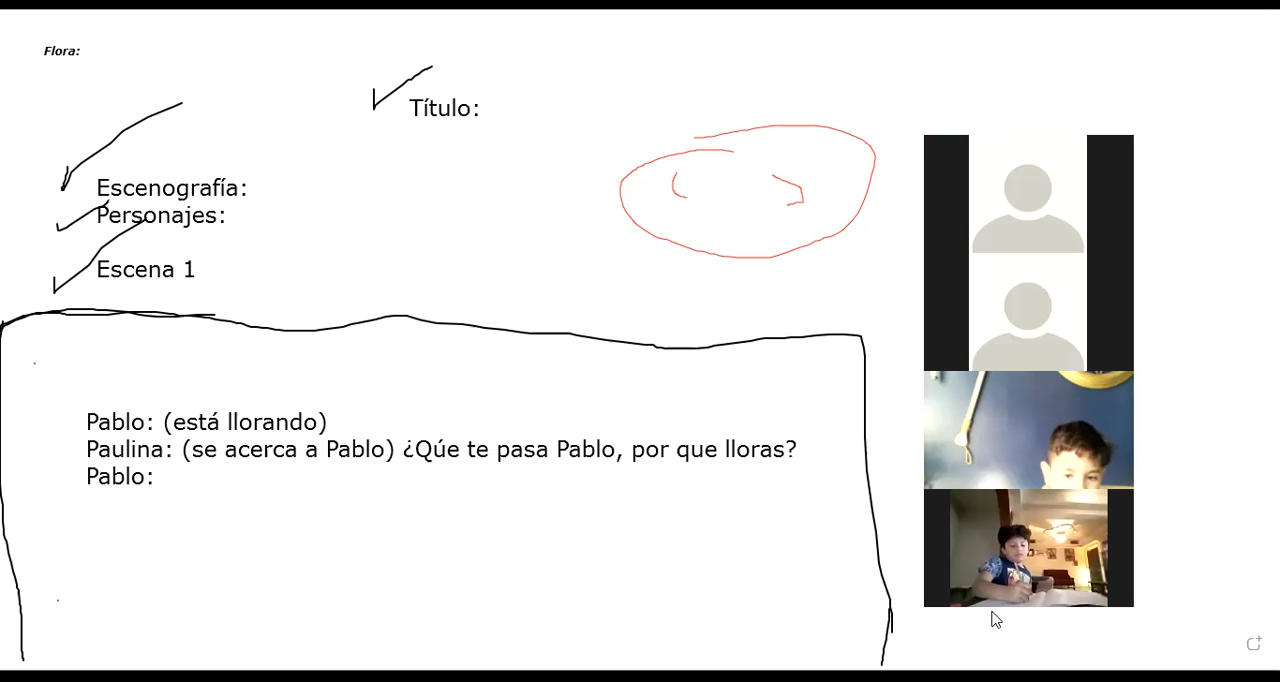 Flora:
Título:
Escenografía:
Personajes:
Escena 1
Pablo: (está llorando)
Paulina: (se acerca a Pablo) ¿Qúe te pasa Pablo, por que lloras?
Pablo: